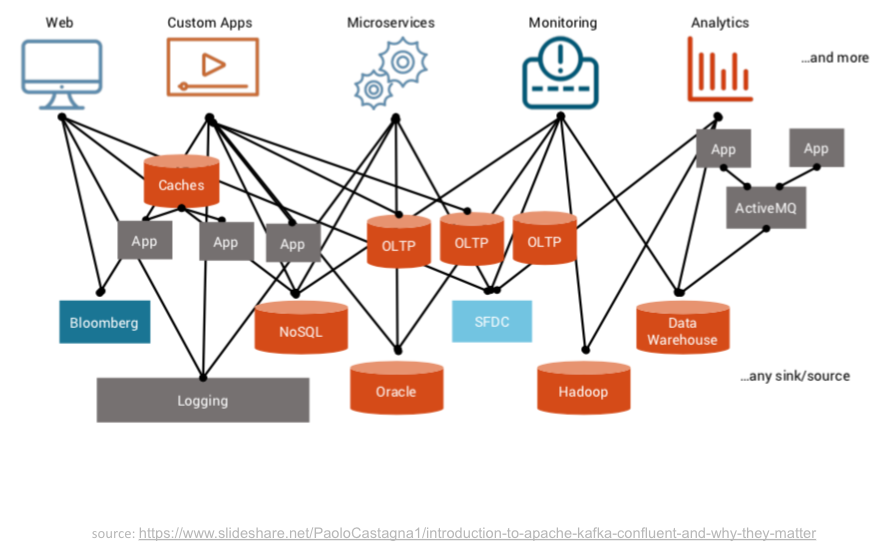 Web
Custom Apps
Microservices
Monitoring
Analytics
...and more
App
App
Caches
ActiveMQ
App
App
App
OLTP
OLTP
OLTP
Bloomberg
NoSQL
SFDC
Data
Warehouse
...any sink/source
Logging
Oracle
Hadoop
source: https://www.slideshare.net/PaoloCastagna1/introduction-to-apache-kafka-confluent-and-why-they-matter